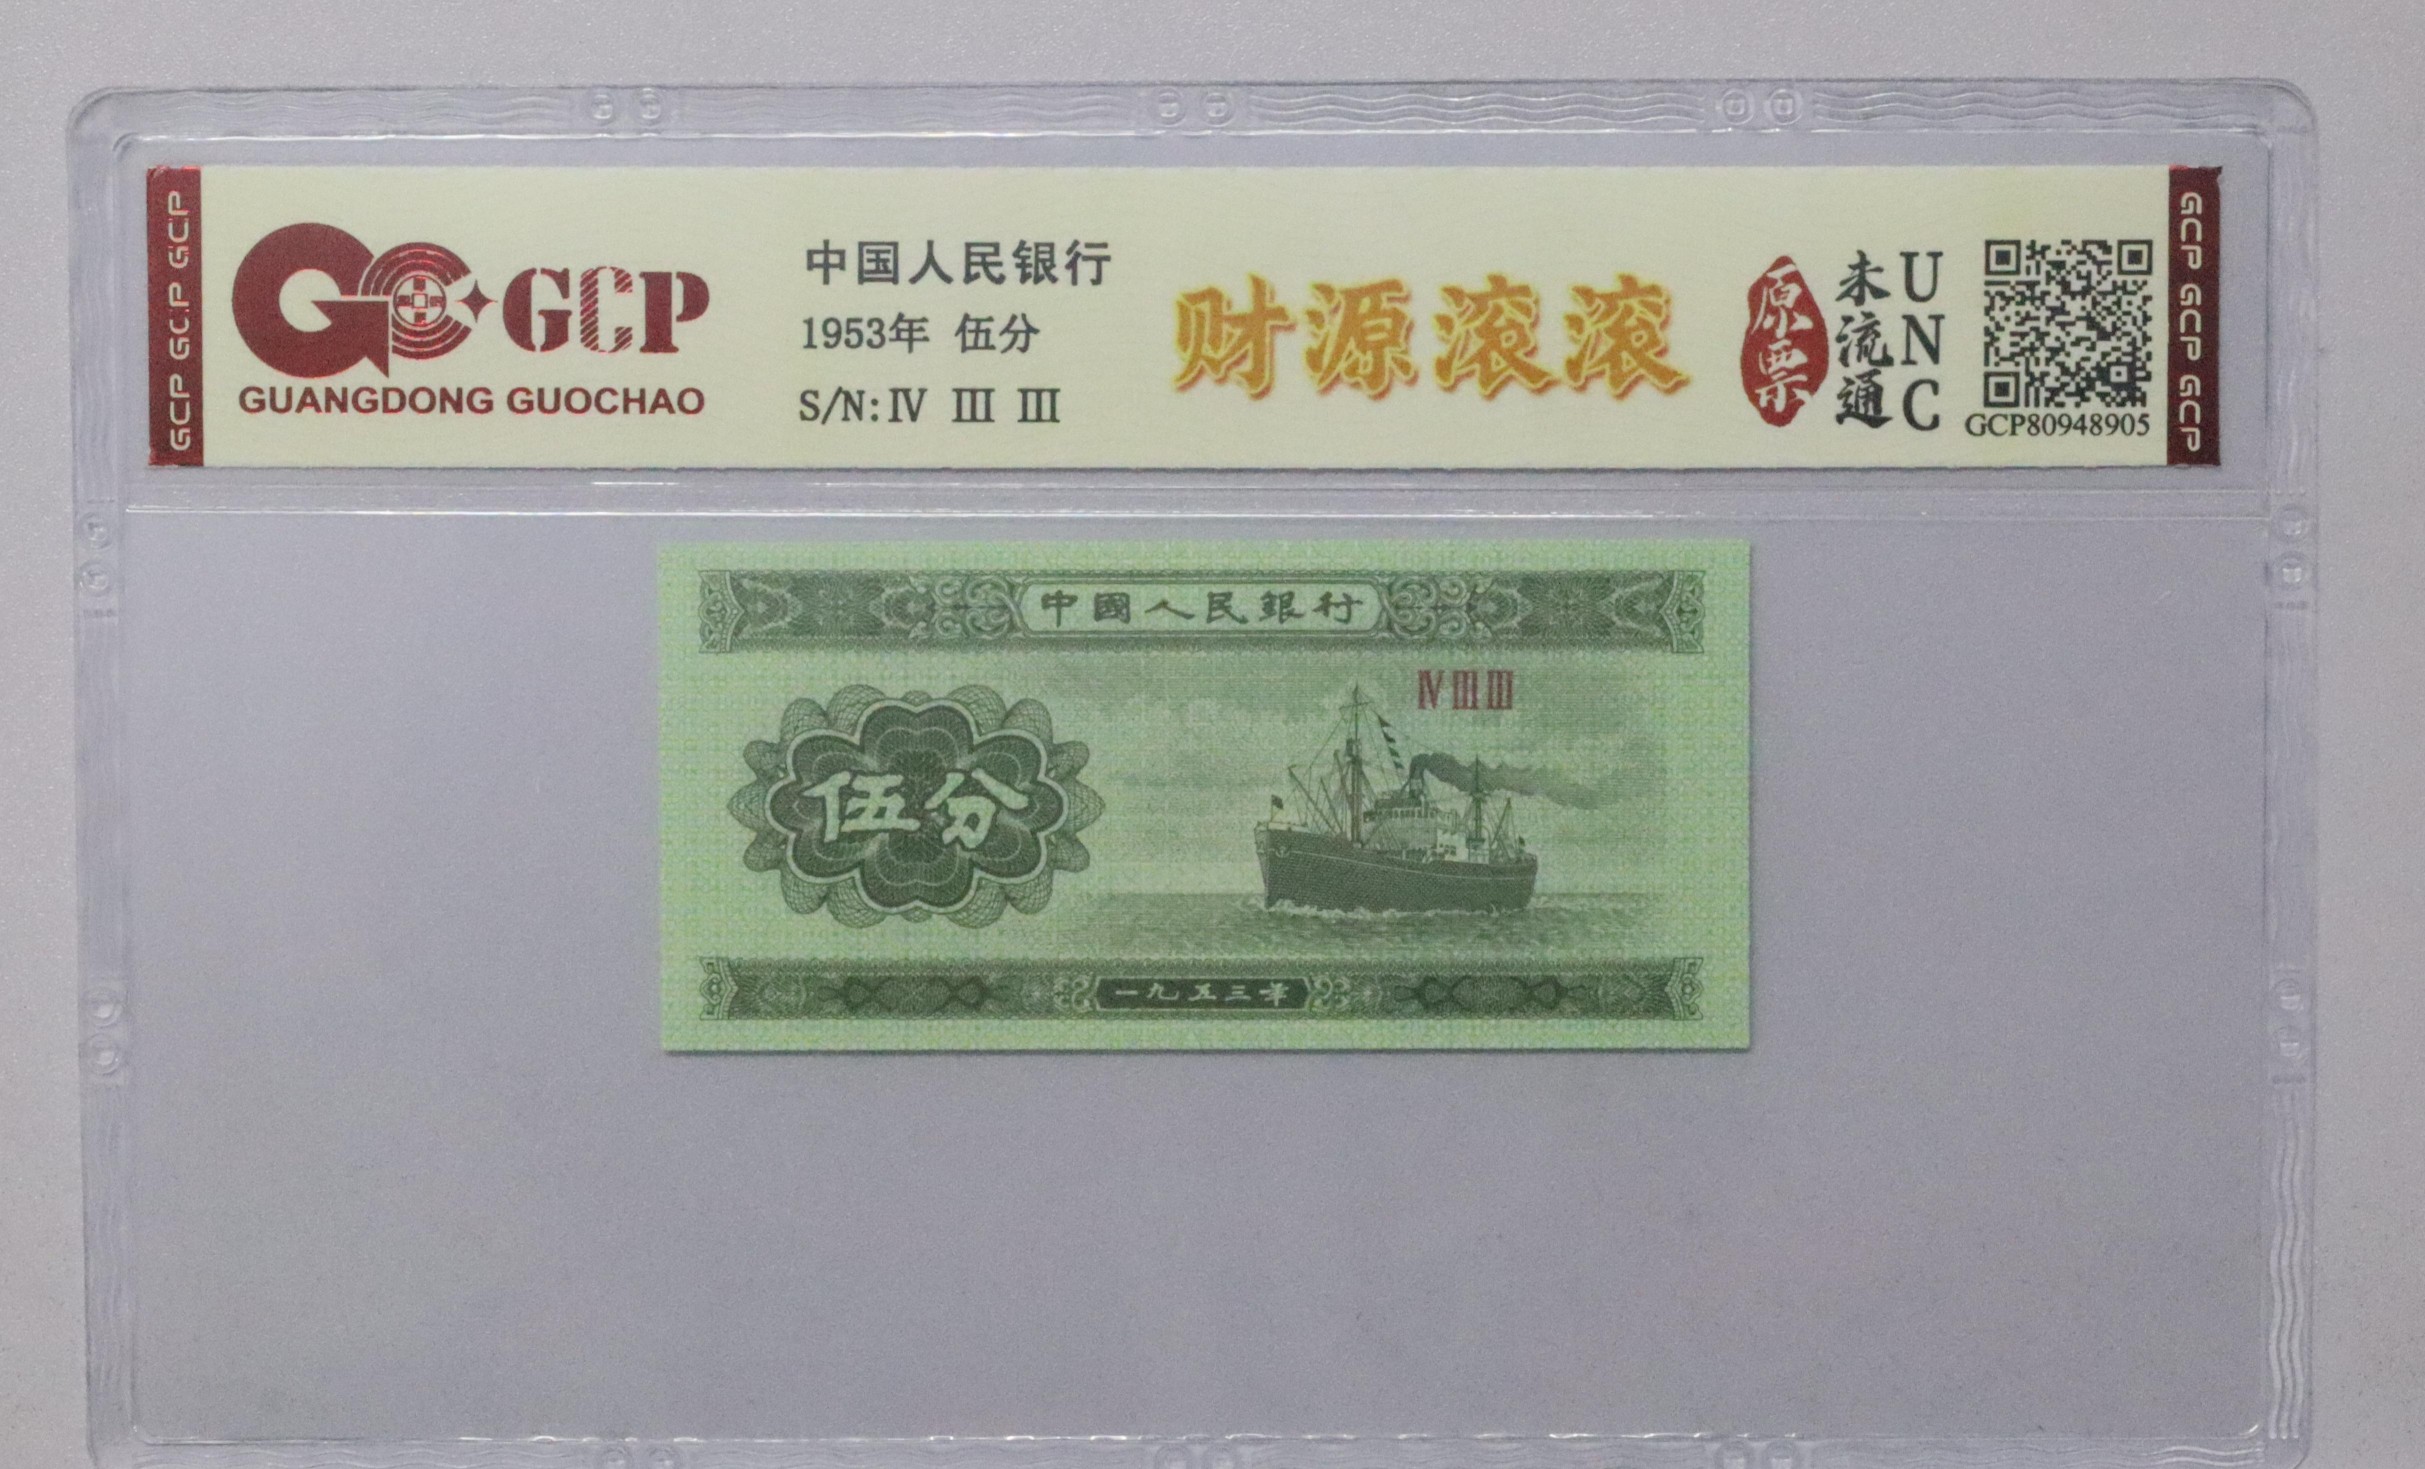 GCP GCP GCP
GCP
GUANGDONG GUOCHAO
中国人民银行
1953年 伍分
S/N: IV III III
财源滚滚
原票
未流通
UNC
GCP80948905
GCP GCP GCP
中國人民銀行
IV III III
伍分
一九五三年